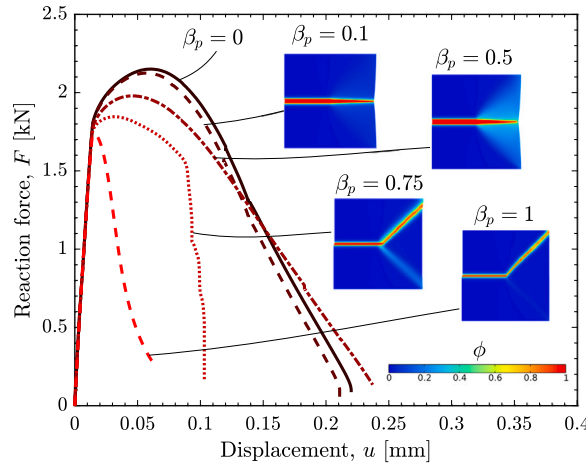 2.5
2
1.5
1
0.5
0
0
0.05
0.1
0.15
0.2
0.25
0.3
0.35
0.4
Reaction force, F [kN]
Displacement, u [mm]
β_p = 0
β_p = 0.1
β_p = 0.5
β_p = 0.75
β_p = 1
ϕ
0 0.2 0.4 0.6 0.8 1